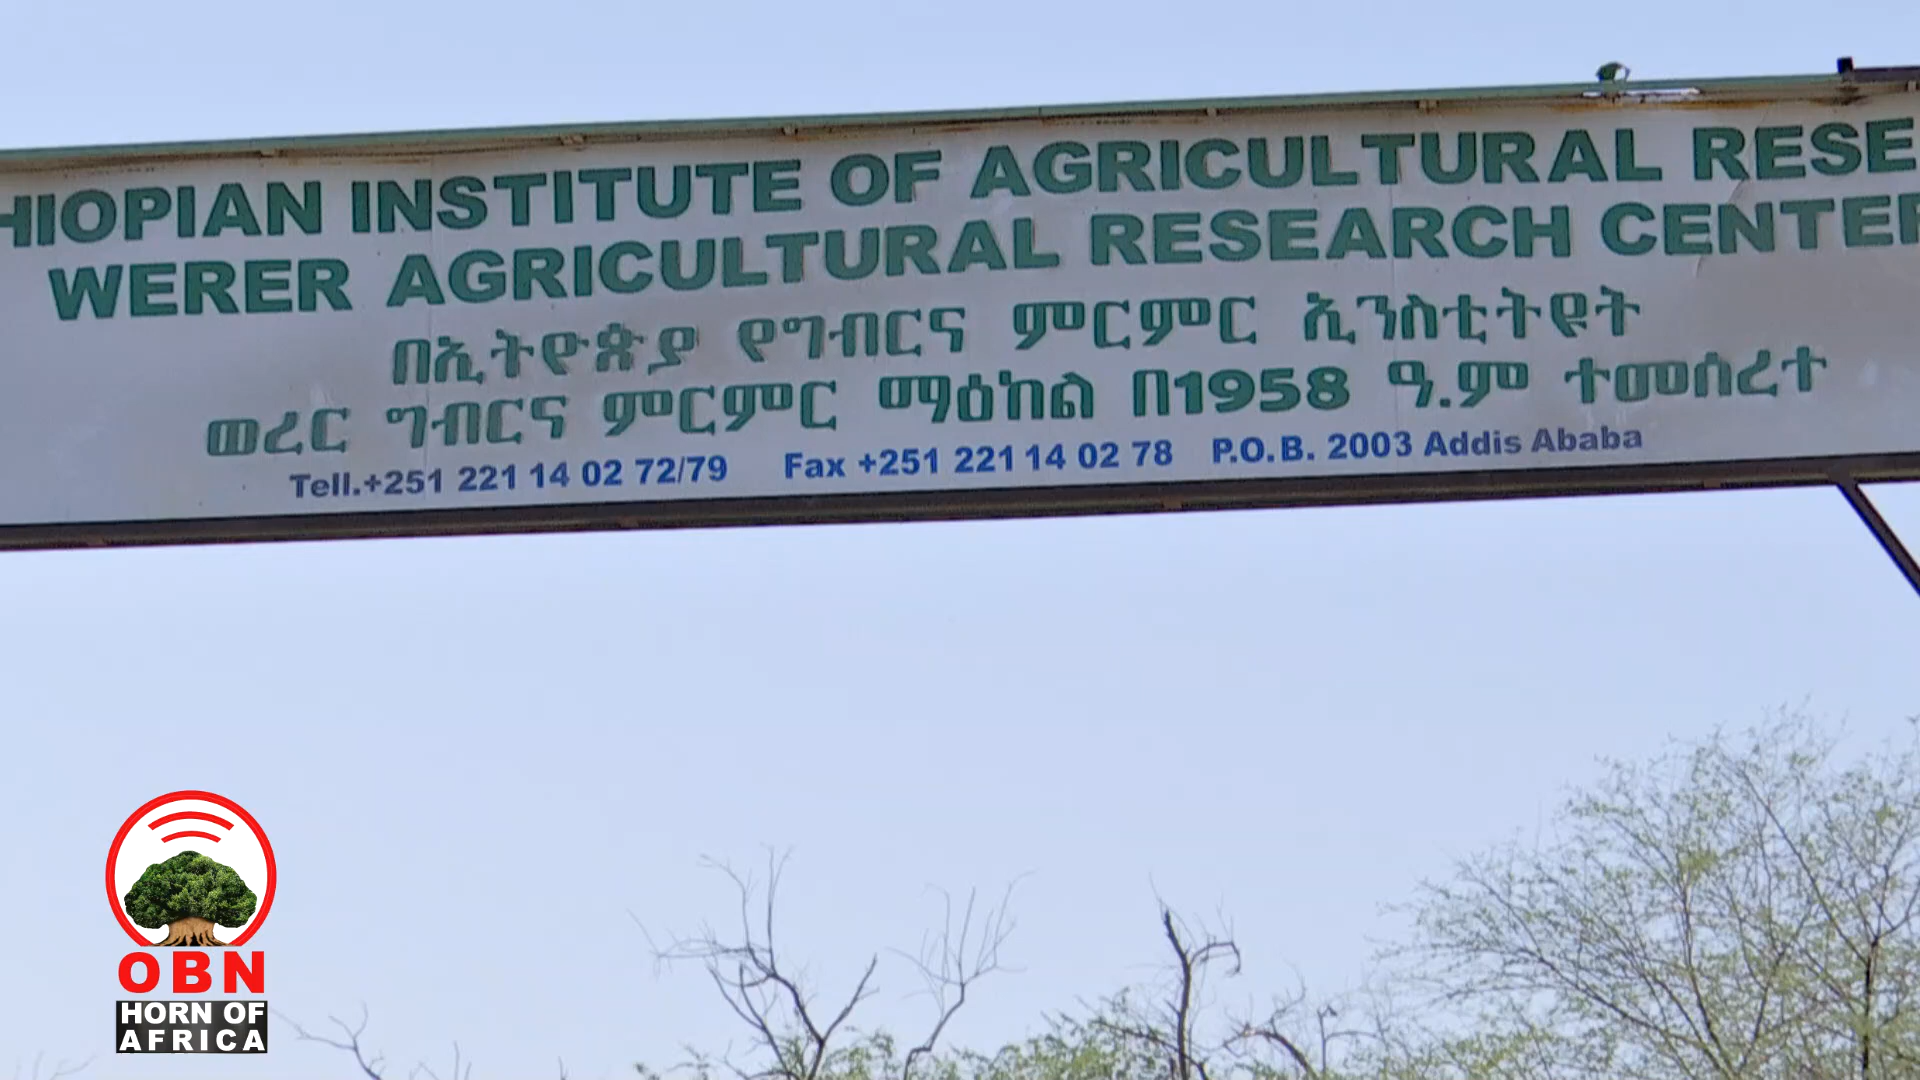 HIOPIAN INSTITUTE OF AGRICULTURAL RESE
WERER AGRICULTURAL RESEARCH CENTER
በኢትዮጵያ የግብርና ምርምር ኢንስቲትዩት
ወረር ግብርና ምርምር ማዕከል በ1958 ዓ.ም ተመሰረተ
Tell.+251 221 14 02 72/79 Fax +251 221 14 02 78 P.O.B. 2003 Addis Ababa
OBN
HORN OF
AFRICA